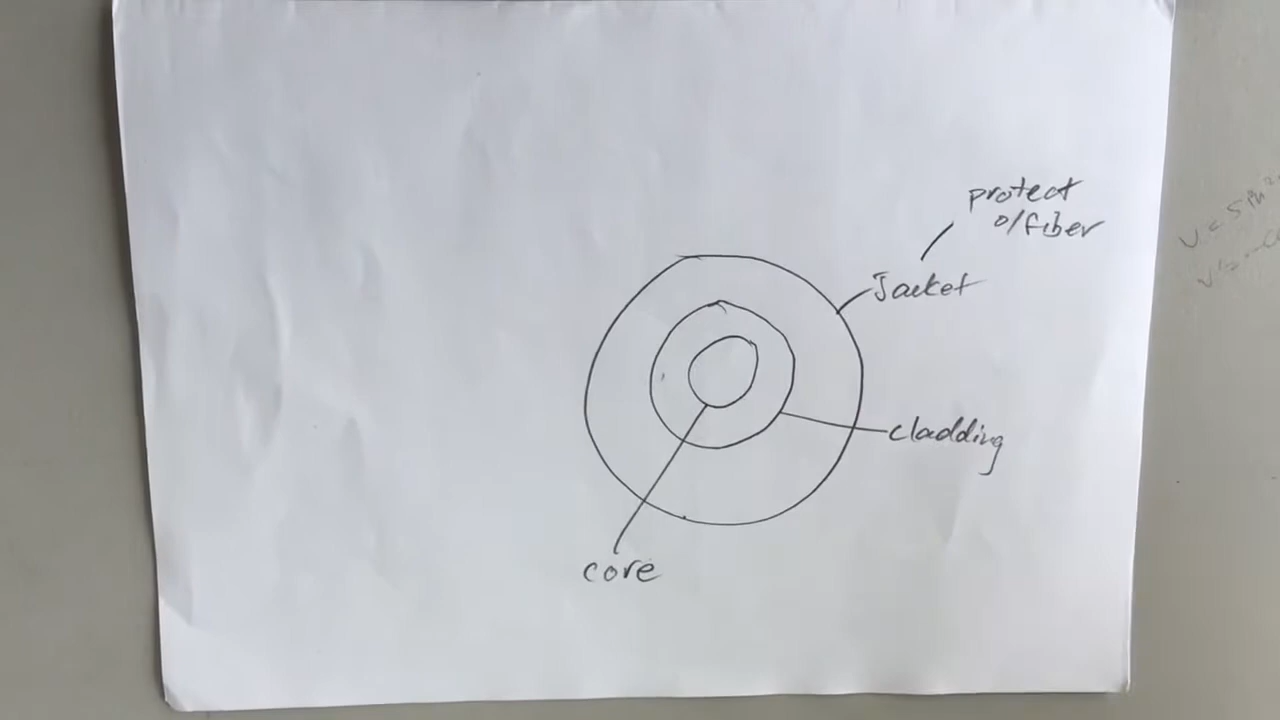 protect
o/fiber
Jacket
cladding
core